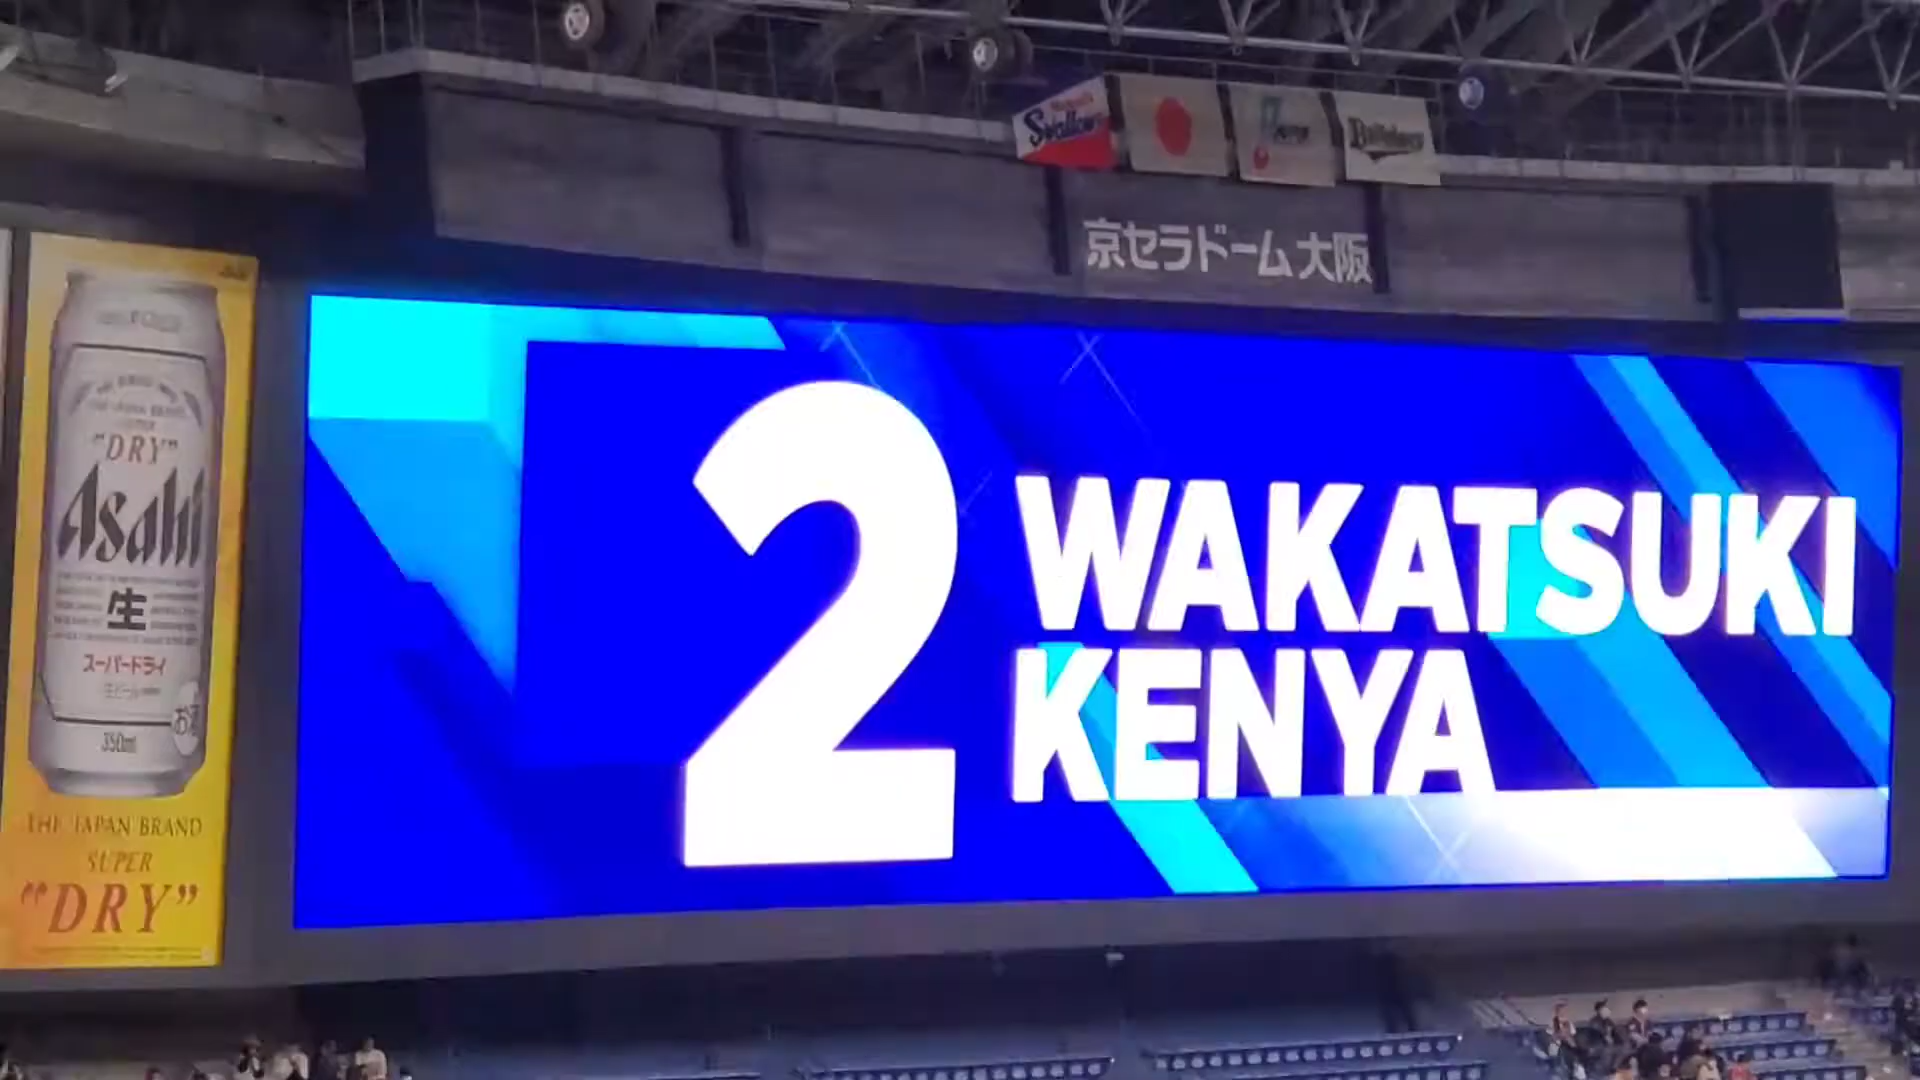 Swallows
Buffaloes
京セラドーム大阪
"DRY"
Asahi
生
スーパードライ
350ml
THE JAPAN BRAND
SUPER
"DRY"
2
WAKATSUKI
KENYA